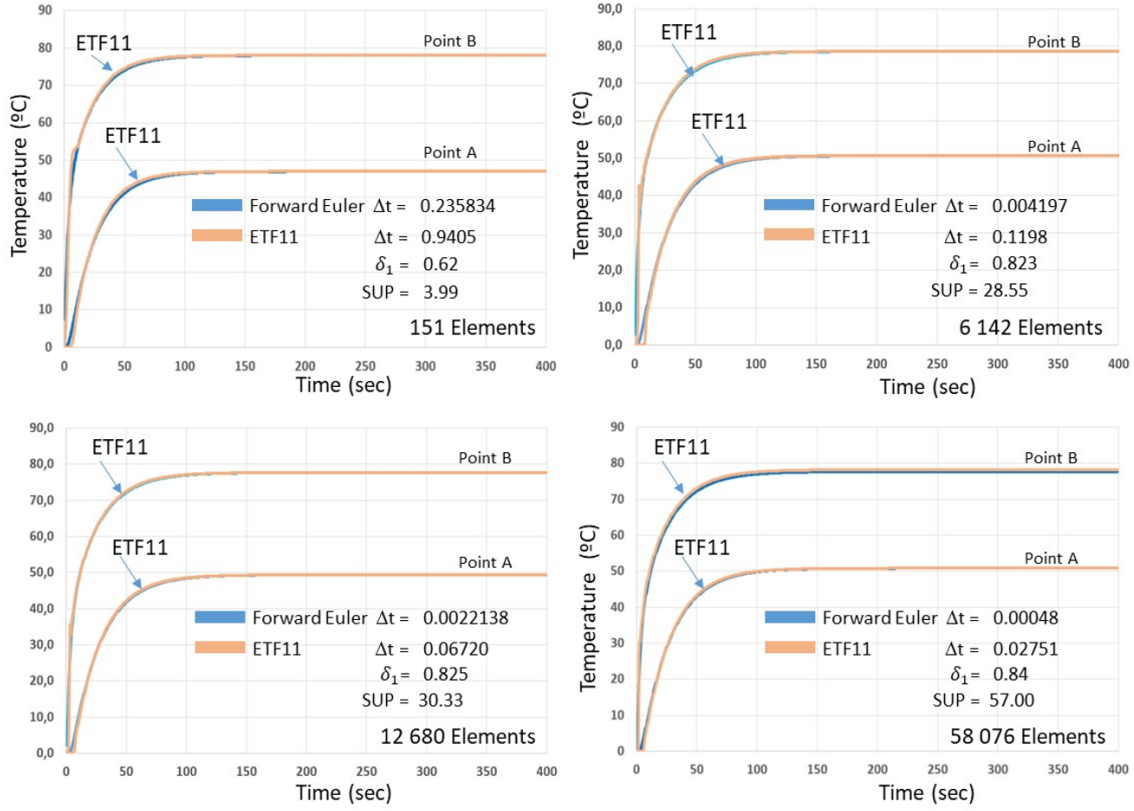 90
80
70
60
50
40
30
20
10
0
Temperature (ºC)
ETF11
Point B
ETF11
Point A
Forward Euler Δt = 0.235834
ETF11 Δt = 0.9405
δ₁ = 0.62
SUP = 3.99
151 Elements
0 50 100 150 200 250 300 350 400
Time (sec)
90,0
80,0
70,0
60,0
50,0
40,0
30,0
20,0
10,0
0,0
Temperature (ºC)
ETF11
Point B
ETF11
Point A
Forward Euler Δt = 0.004197
ETF11 Δt = 0.1198
δ₁ = 0.823
SUP = 28.55
6 142 Elements
0 50 100 150 200 250 300 350 400
Time (sec)
90,0
80,0
70,0
60,0
50,0
40,0
30,0
20,0
10,0
0,0
Temperature (ºC)
ETF11
Point B
ETF11
Point A
Forward Euler Δt = 0.0022138
ETF11 Δt = 0.06720
δ₁= 0.825
SUP = 30.33
12 680 Elements
0 50 100 150 200 250 300 350 400
Time (sec)
90
80
70
60
50
40
30
20
10
0
Temperature (ºC)
ETF11
Point B
ETF11
Point A
Forward Euler Δt = 0.00048
ETF11 Δt = 0.02751
δ₁ = 0.84
SUP = 57.00
58 076 Elements
0 50 100 150 200 250 300 350 400
Time (sec)